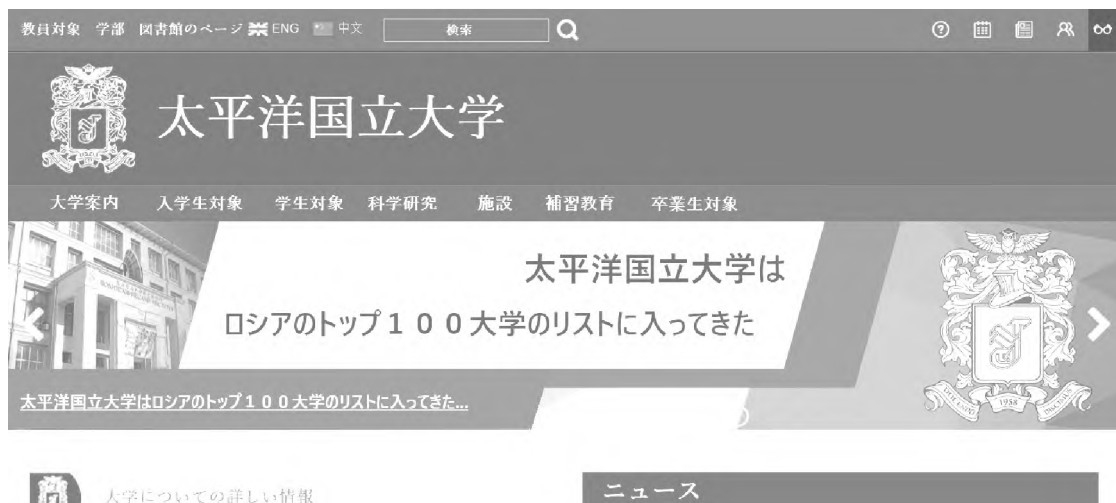 教員対象 学部 図書館のページ ENG 中文 検索
太平洋国立大学
大学案内 入学生対象 学生対象 科学研究 施設 補習教育 卒業生対象
太平洋国立大学は
ロシアのトップ１００大学のリストに入ってきた
太平洋国立大学はロシアのトップ１００大学のリストに入ってきた...
1958
大学についての詳しい情報
ニュース